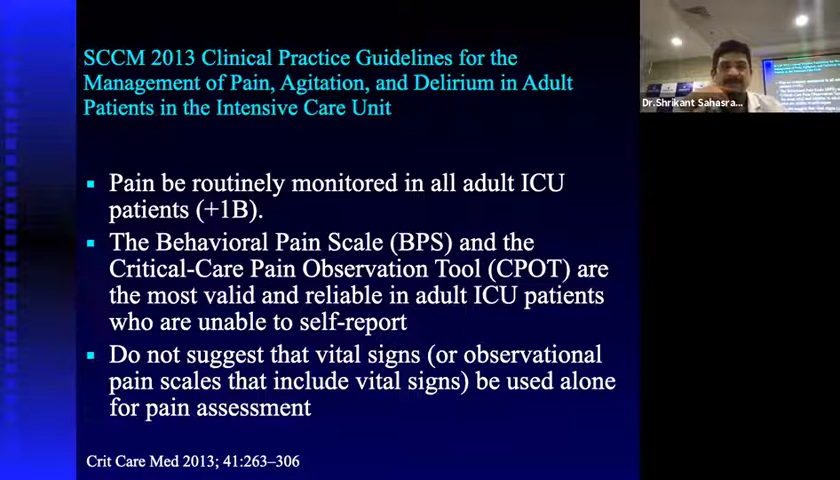 SCCM 2013 Clinical Practice Guidelines for the
Management of Pain, Agitation, and Delirium in Adult
Patients in the Intensive Care Unit
▪ Pain be routinely monitored in all adult ICU
patients (+1B).
▪ The Behavioral Pain Scale (BPS) and the
Critical-Care Pain Observation Tool (CPOT) are
the most valid and reliable in adult ICU patients
who are unable to self-report
▪ Do not suggest that vital signs (or observational
pain scales that include vital signs) be used alone
for pain assessment
Crit Care Med 2013; 41:263–306
Dr.Shrikant Sahasra...